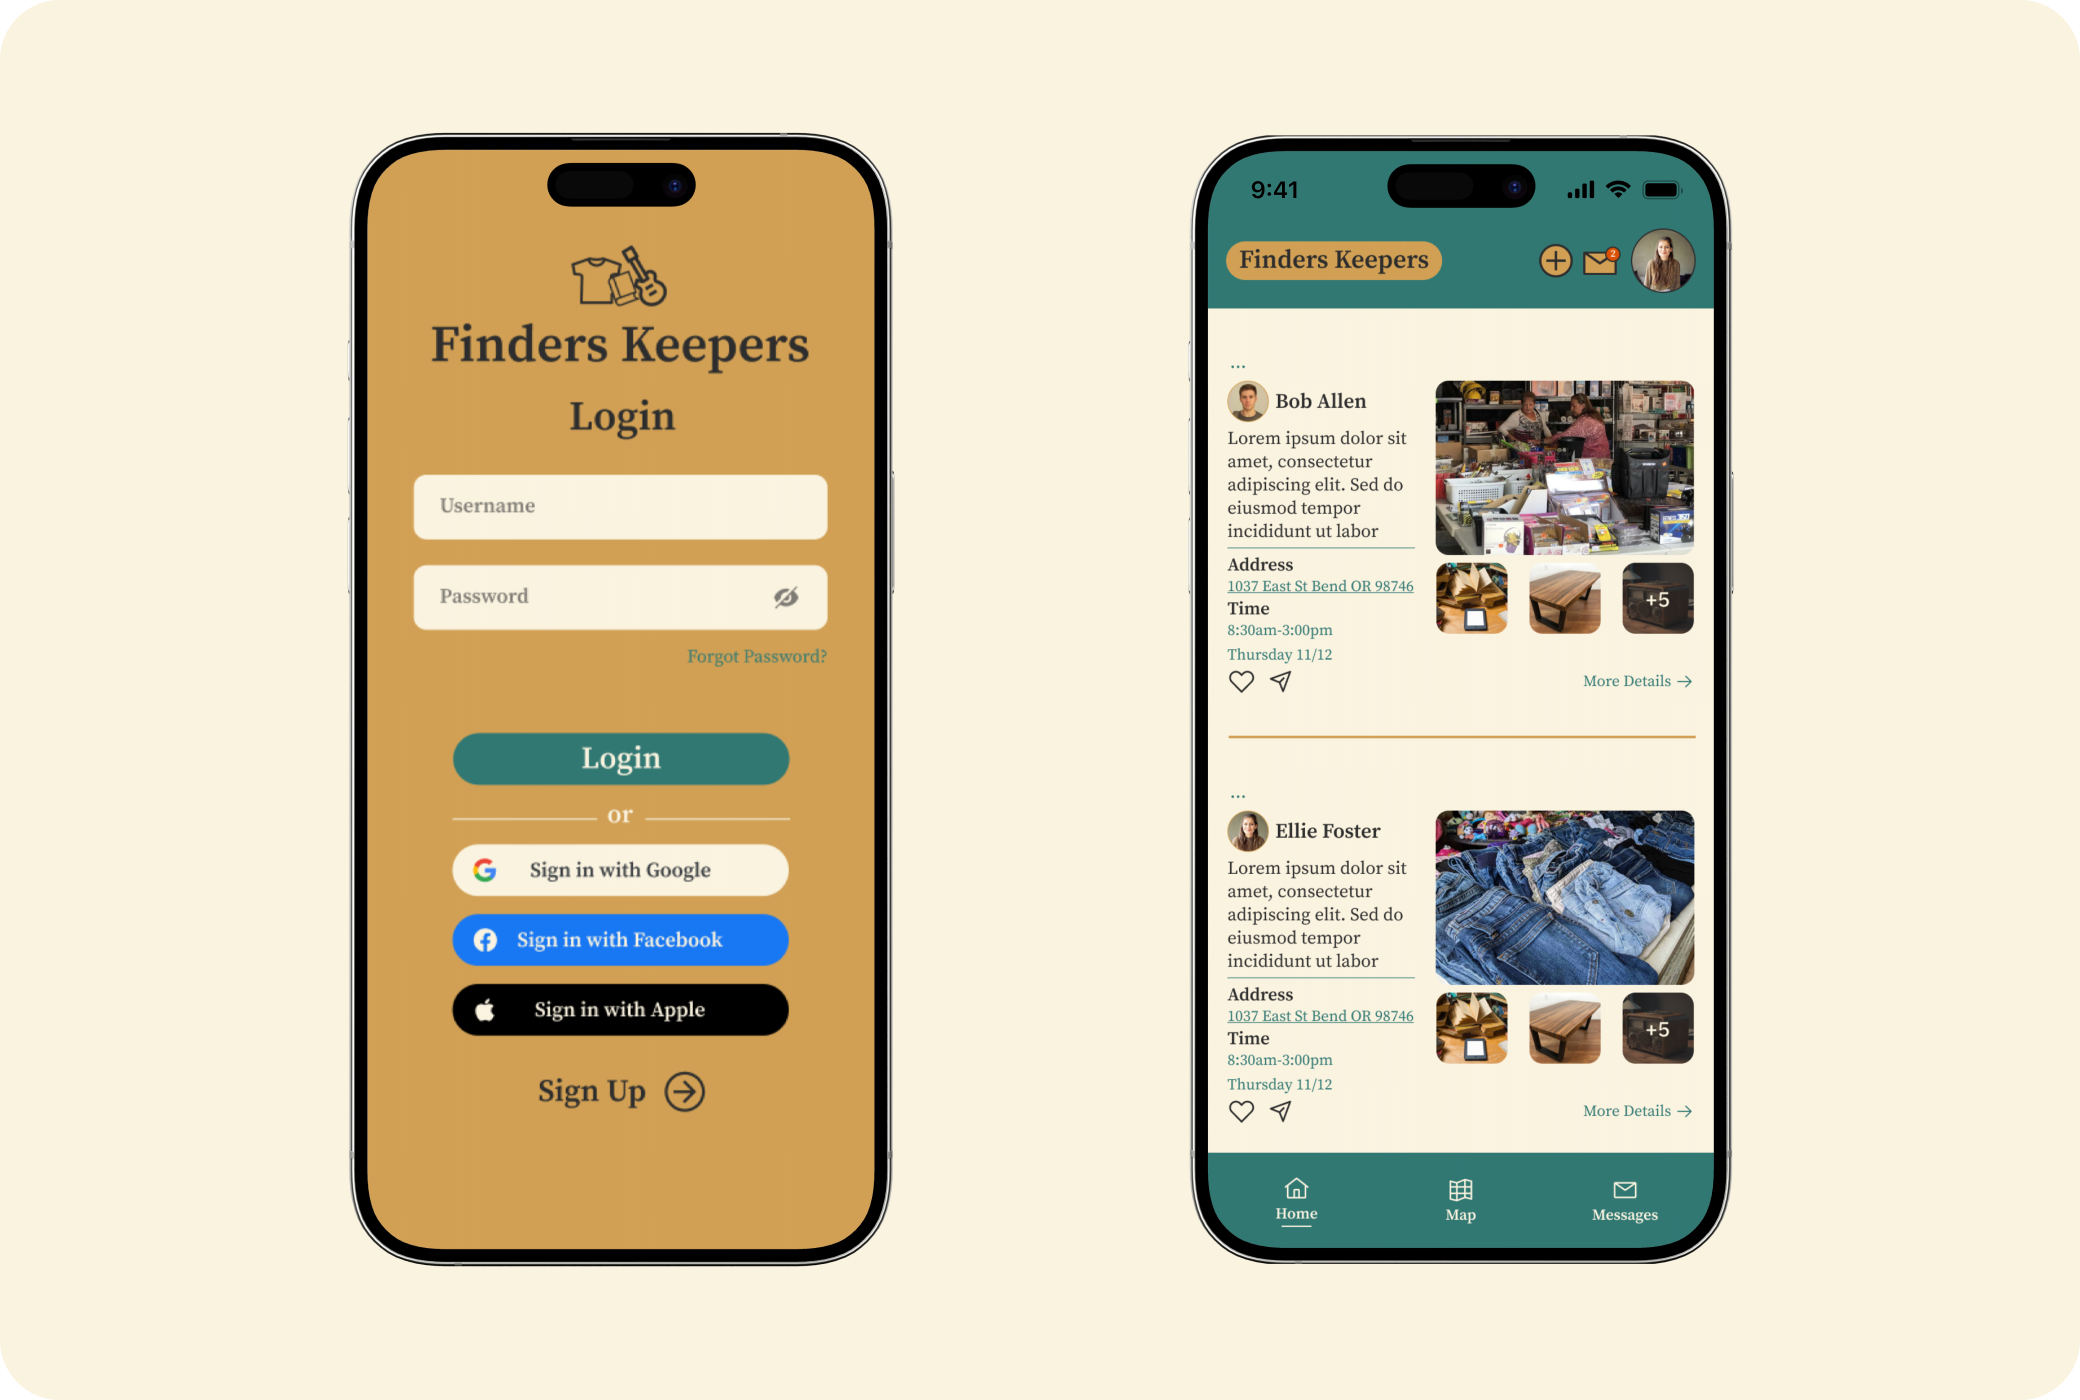 Finders Keepers
Login
Username
Password
Forgot Password?
Login
or
Sign in with Google
Sign in with Facebook
Sign in with Apple
Sign Up
9:41
Finders Keepers
2
...
Bob Allen
Lorem ipsum dolor sit
amet, consectetur
adipiscing elit. Sed do
eiusmod tempor
incididunt ut labor
Address
1037 East St Bend OR 98746
Time
8:30am-3:00pm
Thursday 11/12
+5
More Details
...
Ellie Foster
Lorem ipsum dolor sit
amet, consectetur
adipiscing elit. Sed do
eiusmod tempor
incididunt ut labor
Address
1037 East St Bend OR 98746
Time
8:30am-3:00pm
Thursday 11/12
+5
More Details
Home
Map
Messages